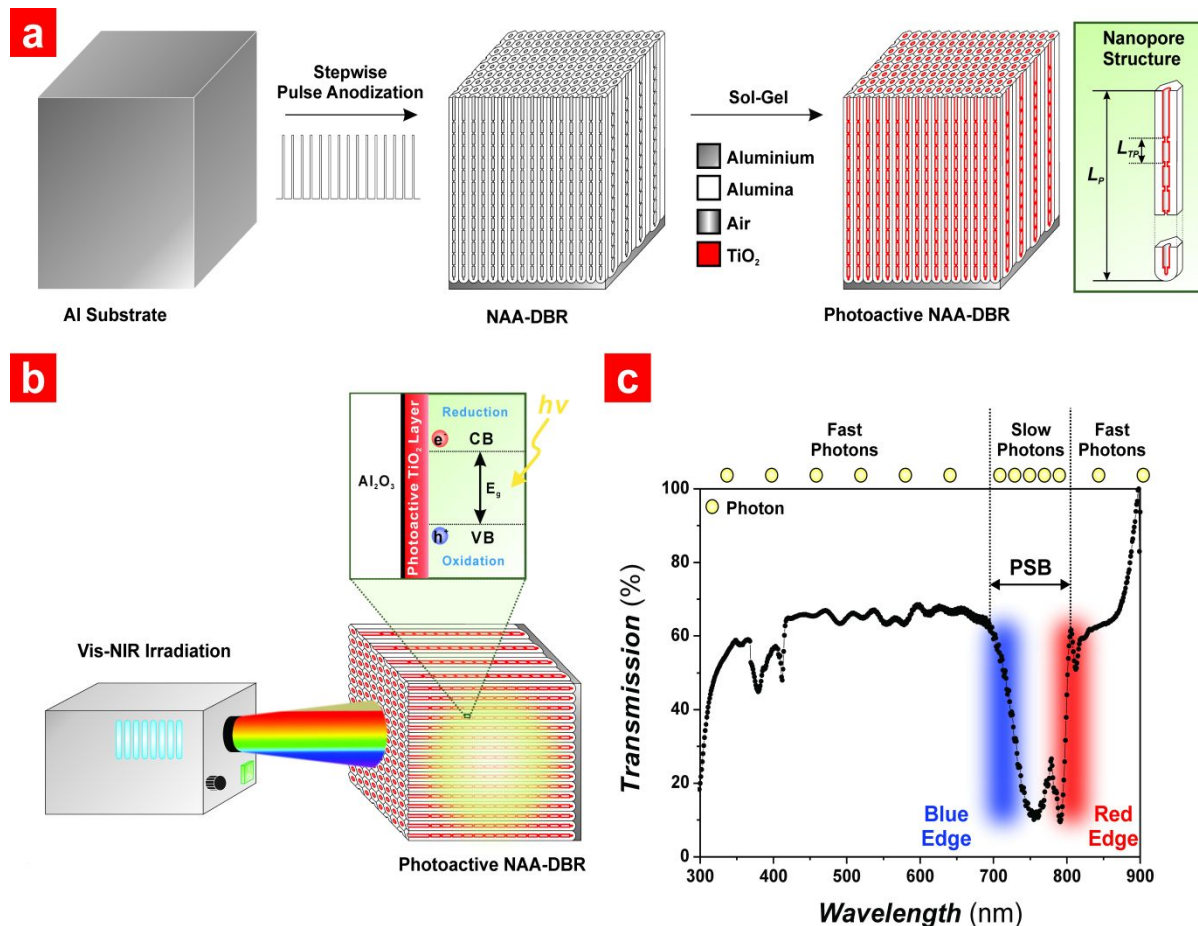 a
Stepwise
Pulse Anodization
Sol-Gel
Aluminium
Alumina
Air
TiO₂
Nanopore
Structure
L_TP
L_P
Al Substrate
NAA-DBR
Photoactive NAA-DBR
b
Al₂O₃
Photoactive TiO₂ Layer
Reduction
e⁻ CB
E_g
h⁺ VB
Oxidation
hv
Vis-NIR Irradiation
Photoactive NAA-DBR
c
Fast
Photons
Slow
Photons
Fast
Photons
Photon
PSB
Blue
Edge
Red
Edge
Transmission (%)
100
80
60
40
20
0
300 400 500 600 700 800 900
Wavelength (nm)